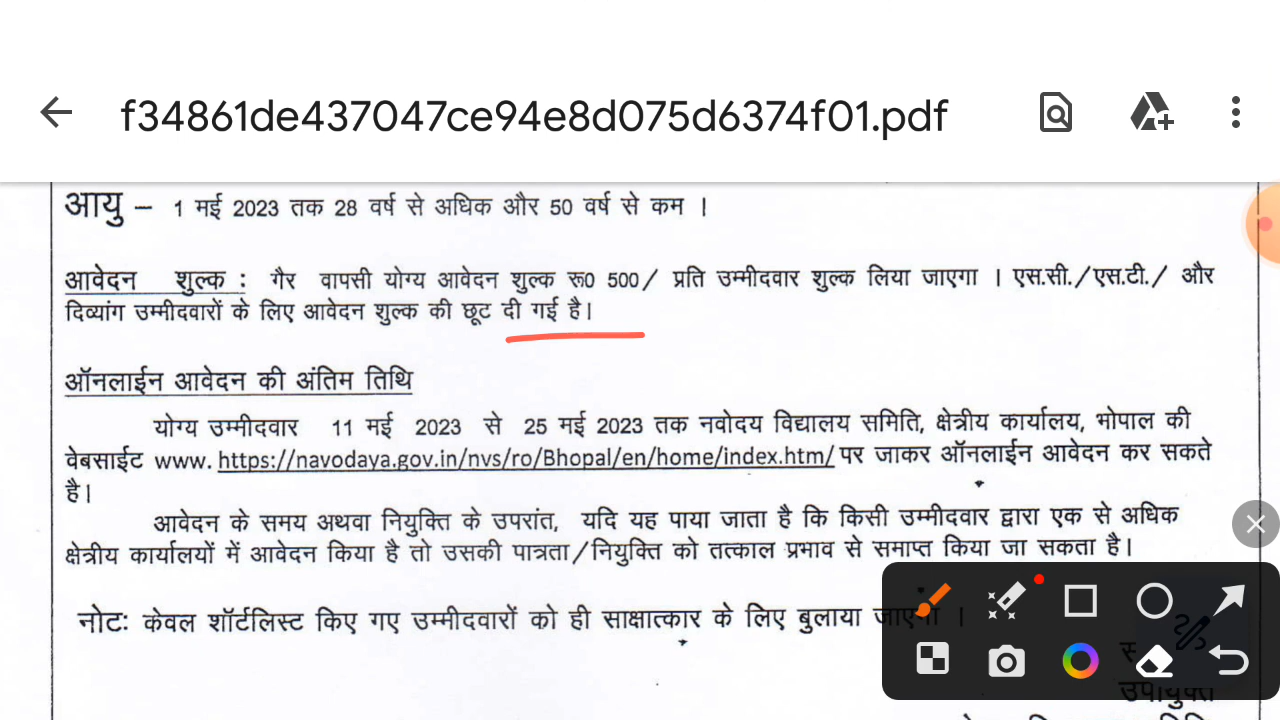 f34861de437047ce94e8d075d6374f01.pdf
आयु – 1 मई 2023 तक 28 वर्ष से अधिक और 50 वर्ष से कम ।
आवेदन शुल्क : गैर वापसी योग्य आवेदन शुल्क रू0 500/ प्रति उम्मीदवार शुल्क लिया जाएगा । एस.सी./एस.टी./ और
दिव्यांग उम्मीदवारों के लिए आवेदन शुल्क की छूट दी गई है।
ऑनलाईन आवेदन की अंतिम तिथि
योग्य उम्मीदवार 11 मई 2023 से 25 मई 2023 तक नवोदय विद्यालय समिति, क्षेत्रीय कार्यालय, भोपाल की
वेबसाईट www. https://navodaya.gov.in/nvs/ro/Bhopal/en/home/index.htm/ पर जाकर ऑनलाईन आवेदन कर सकते
है।
आवेदन के समय अथवा नियुक्ति के उपरांत, यदि यह पाया जाता है कि किसी उम्मीदवार द्वारा एक से अधिक
क्षेत्रीय कार्यालयों में आवेदन किया है तो उसकी पात्रता/नियुक्ति को तत्काल प्रभाव से समाप्त किया जा सकता है।
नोटः केवल शॉर्टलिस्ट किए गए उम्मीदवारों को ही साक्षात्कार के लिए बुलाया जाएगा ।
उपायुक्त